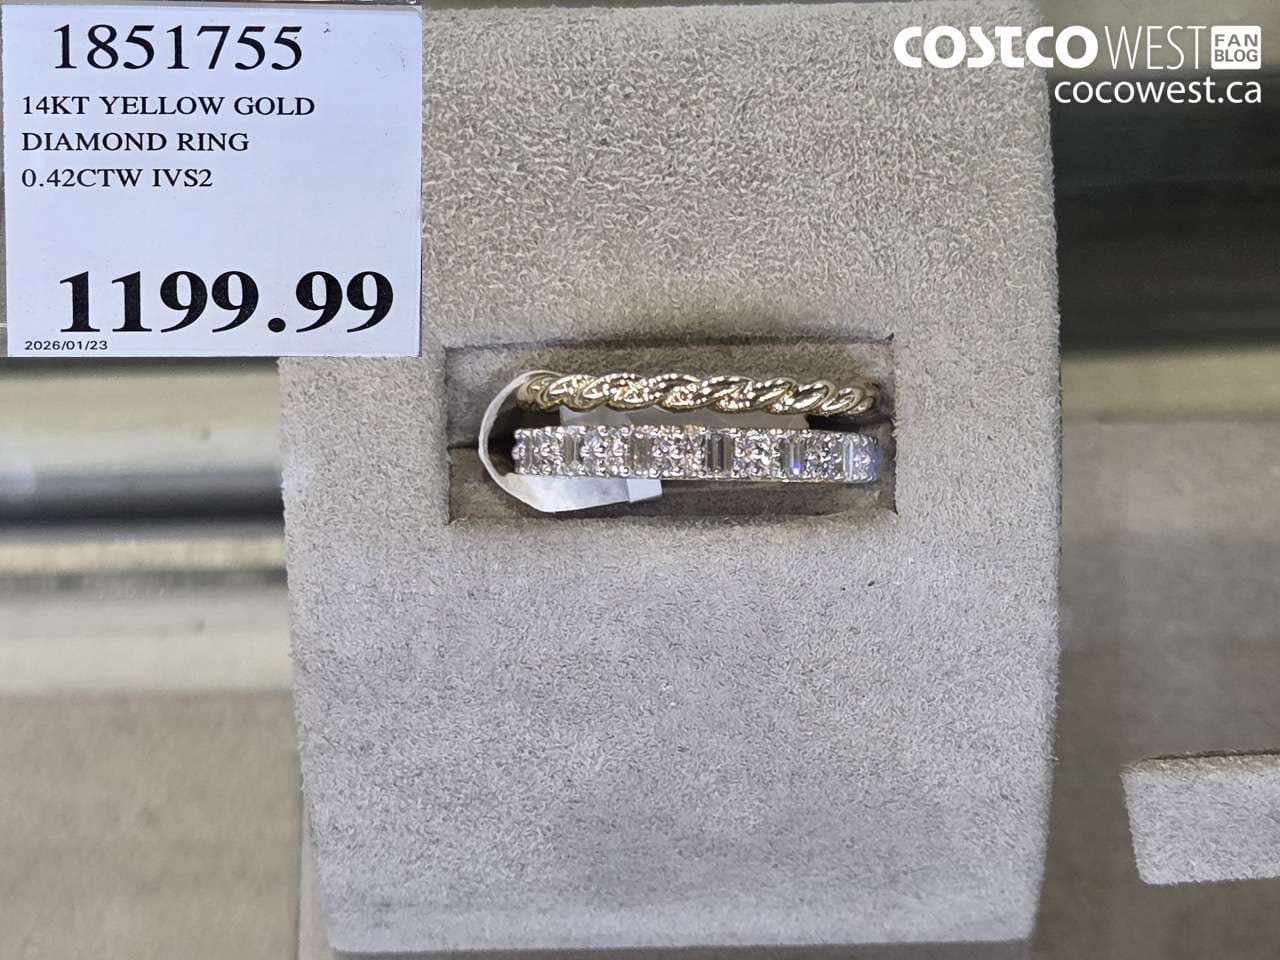 1851755
14KT YELLOW GOLD
DIAMOND RING
0.42CTW IVS2
1199.99
2026/01/23
COSTCO WEST FAN BLOG
cocowest.ca